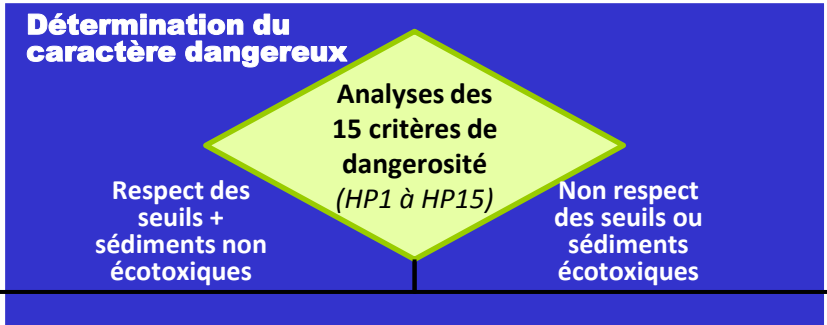 Détermination du
caractère dangereux
Analyses des
15 critères de
dangerosité
(HP1 à HP15)
Respect des
seuils +
sédiments non
écotoxiques
Non respect
des seuils ou
sédiments
écotoxiques